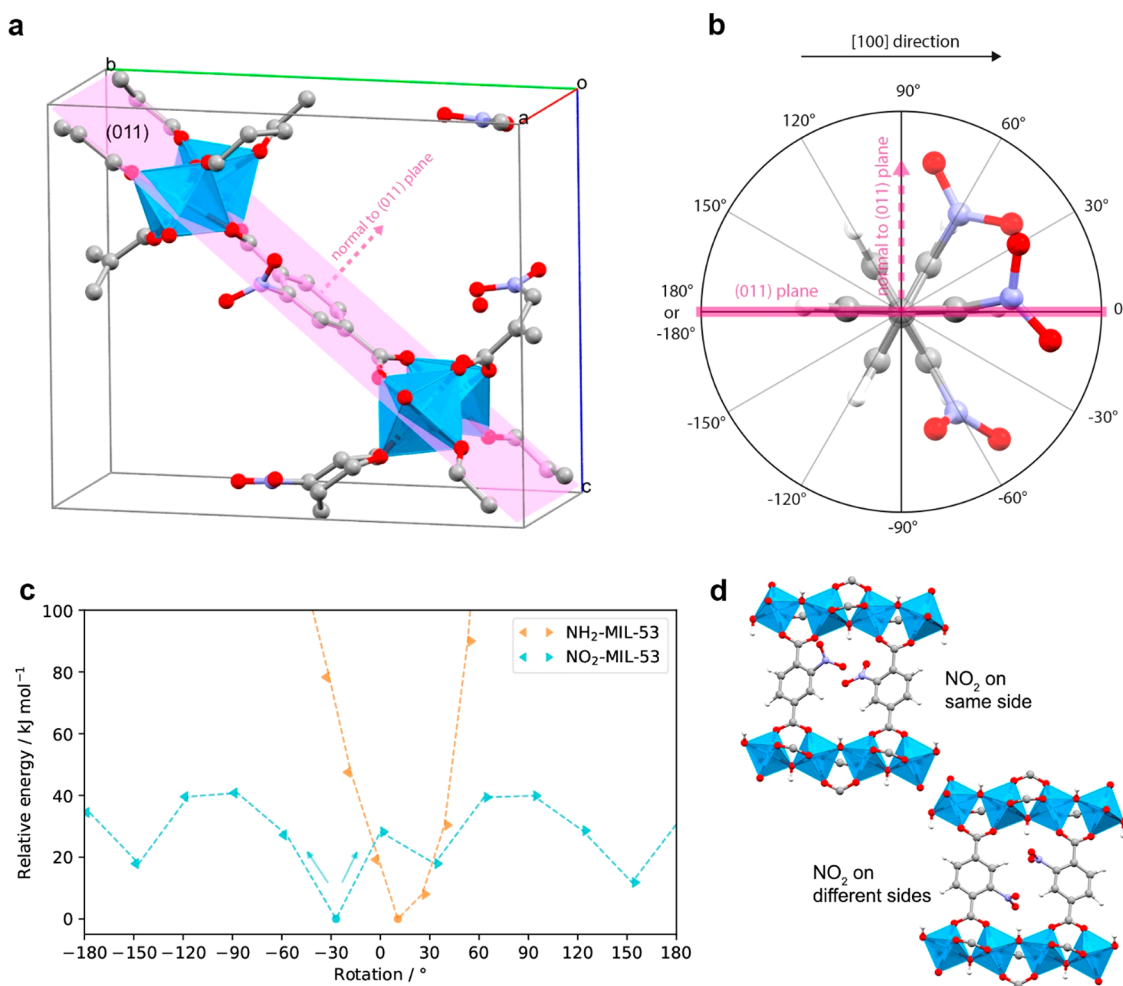 a
b
o
a
(011)
normal to (011) plane
c
b
[100] direction
90°
120°
60°
150°
30°
normal to (011) plane
180°
or
-180°
(011) plane
0
-150°
-30°
-120°
-60°
-90°
c
Relative energy / kJ mol⁻¹
100
80
60
40
20
0
NH₂-MIL-53
NO₂-MIL-53
−180 −150 −120 −90 −60 −30 0 30 60 90 120 150 180
Rotation / °
d
NO₂ on
same side
NO₂ on
different sides